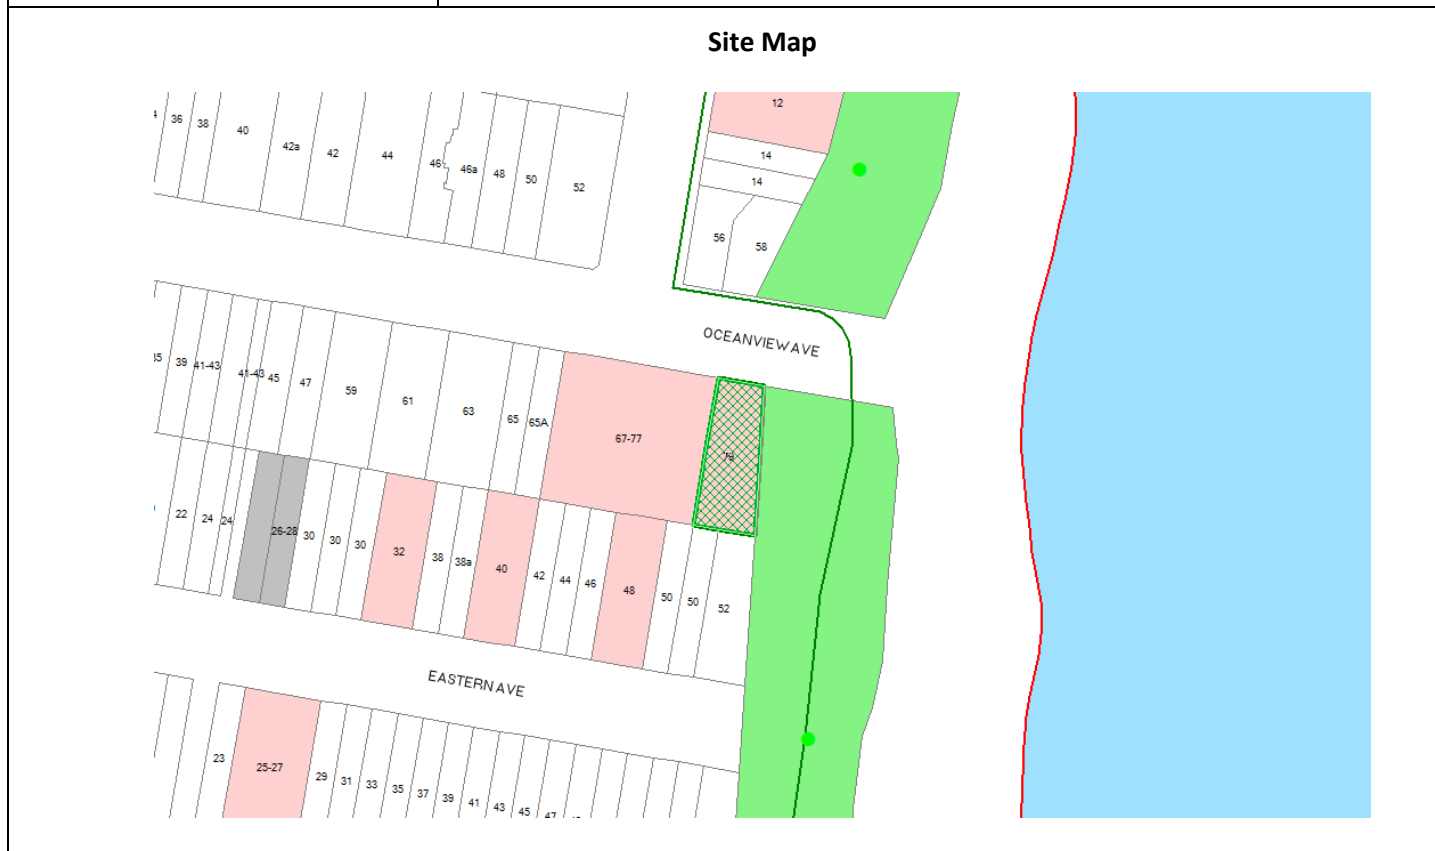 Site Map
12
36 38 40 42a 42 44 46 46a 48 50 52
14
14
56 58
OCEANVIEW AVE
35 39 41-43 41-43 45 47 59 61 63 65 65A 67-77 79
22 24 24 26-28 30 30 30 32 38 38a 40 42 44 46 48 50 50 52
EASTERN AVE
23 25-27 29 31 33 35 37 39 41 43 45 47